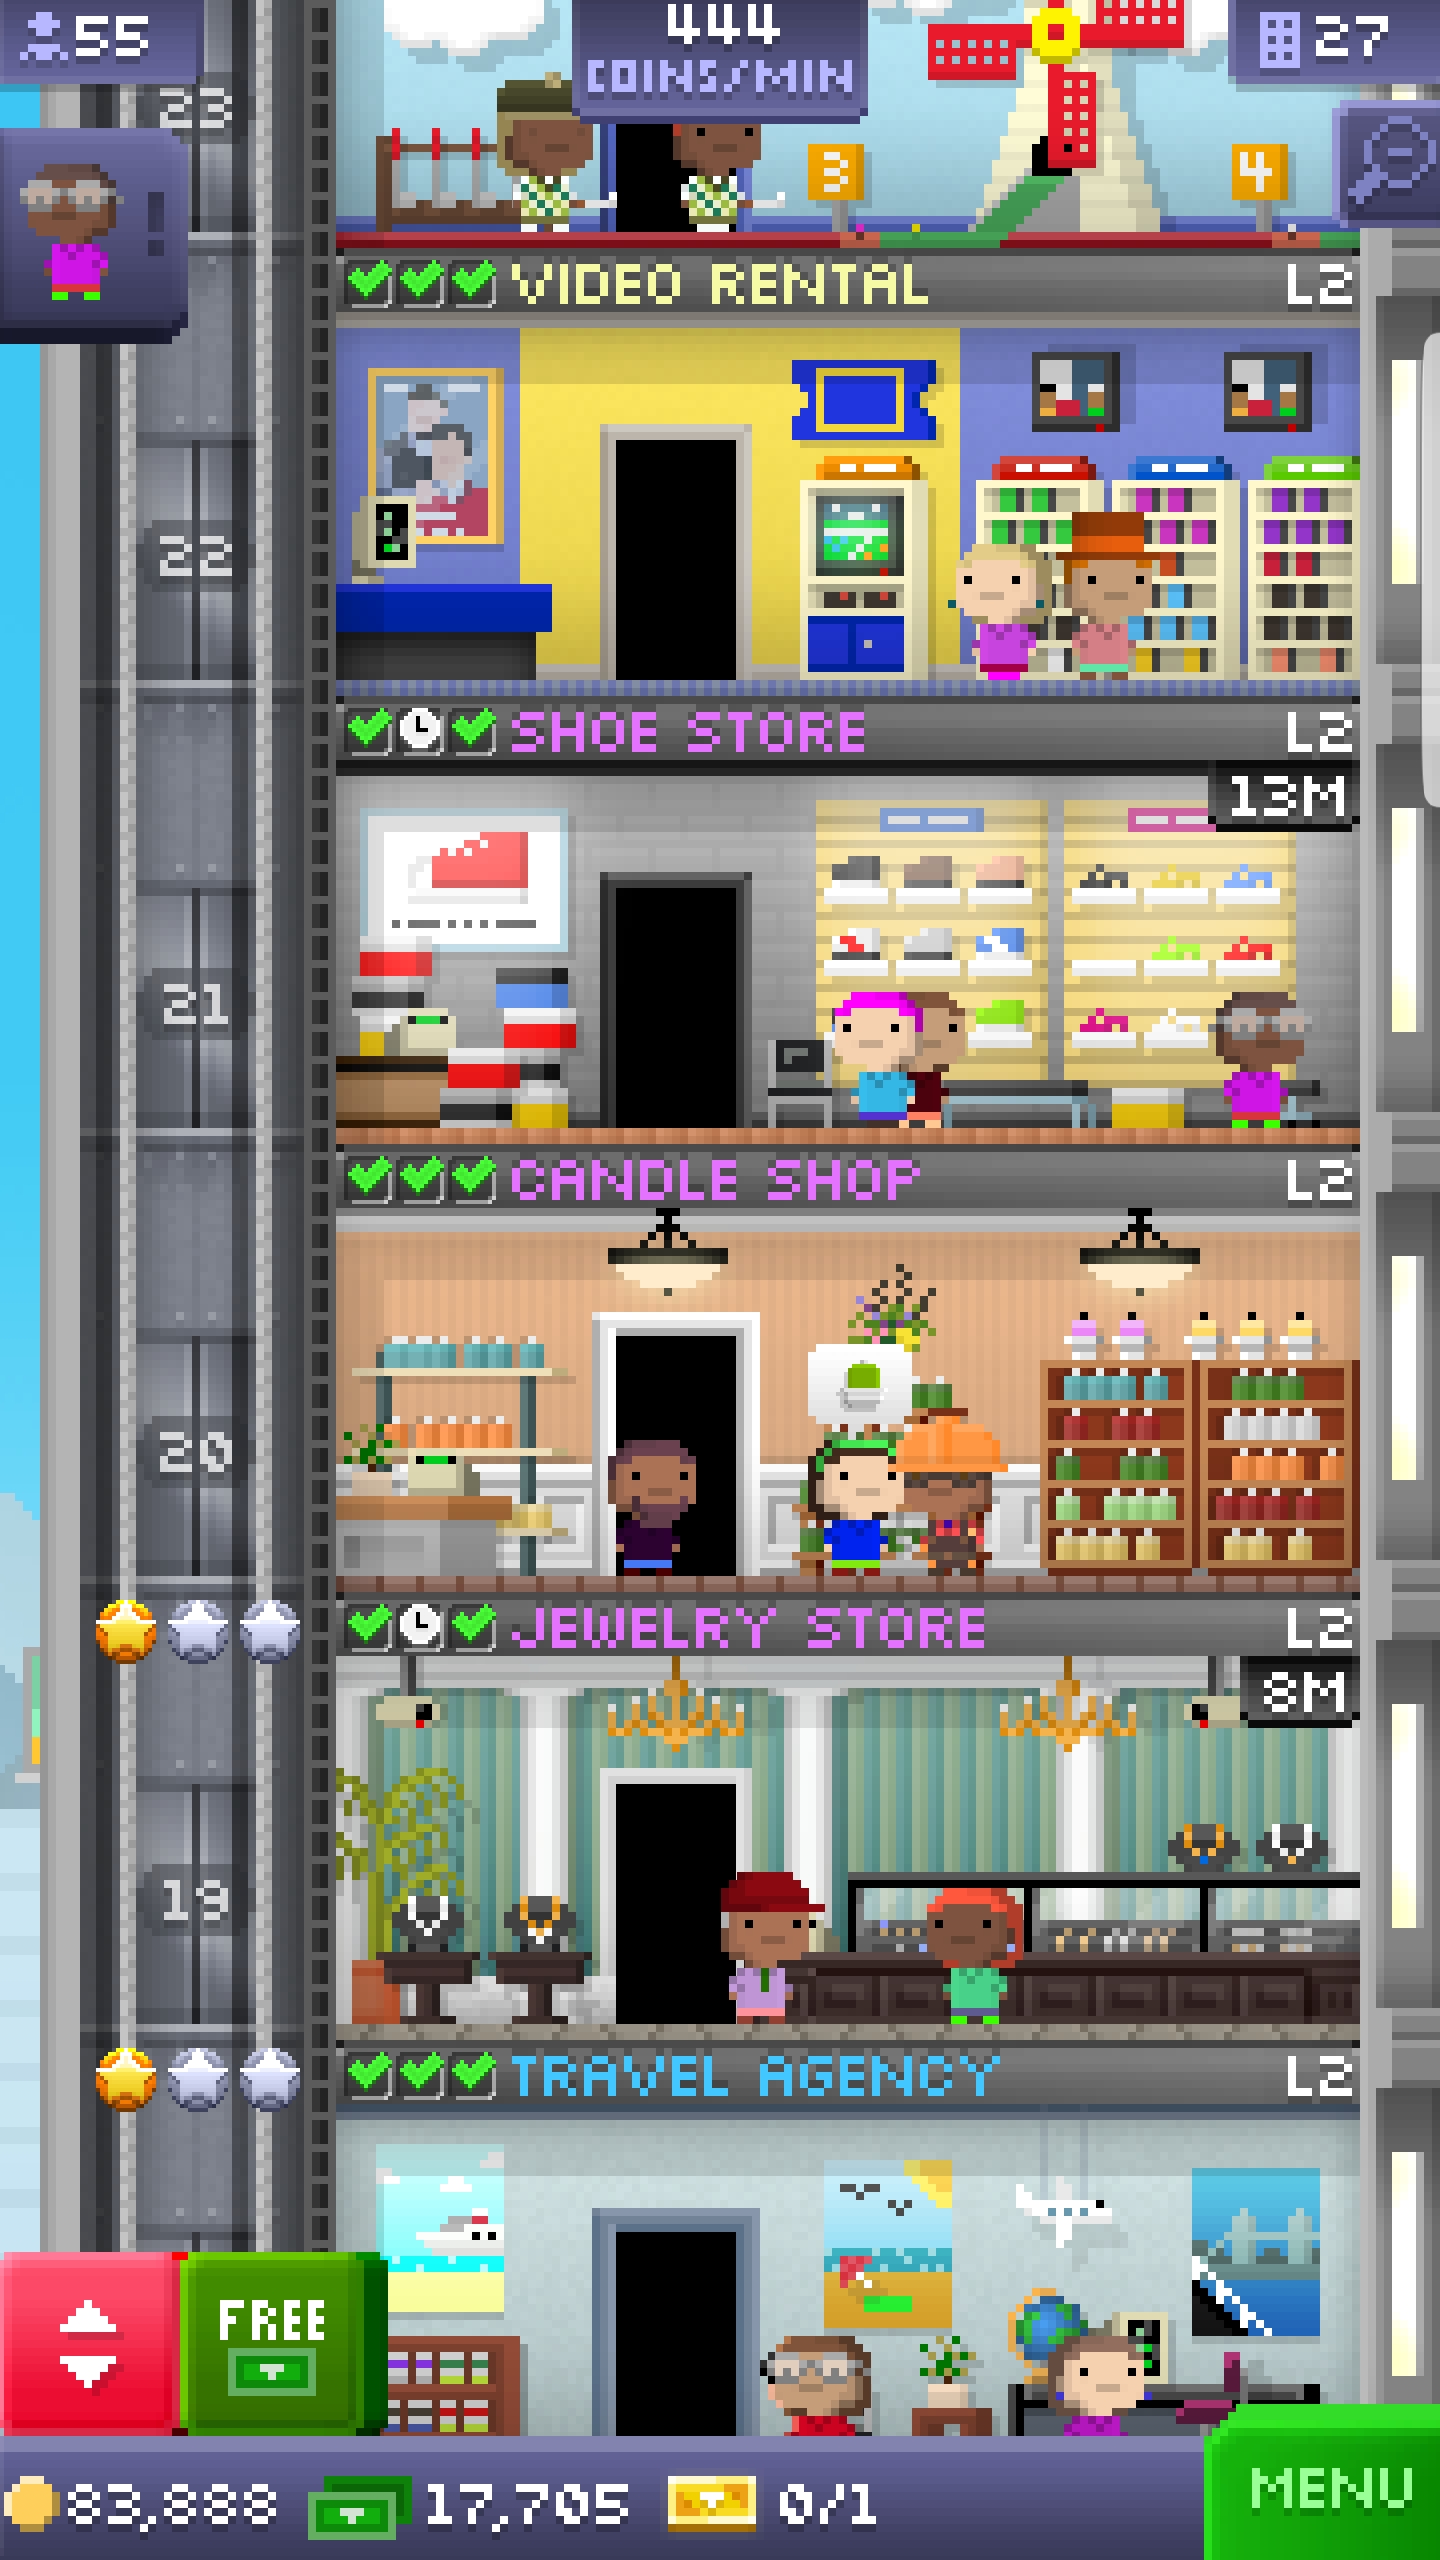 55
444
COINS/MIN
27
23
3
4
VIDEO RENTAL L2
22
SHOE STORE L2
13M
21
CANDLE SHOP L2
20
JEWELRY STORE L2
8M
19
TRAVEL AGENCY L2
FREE
83,888 17,705 0/1
MENU